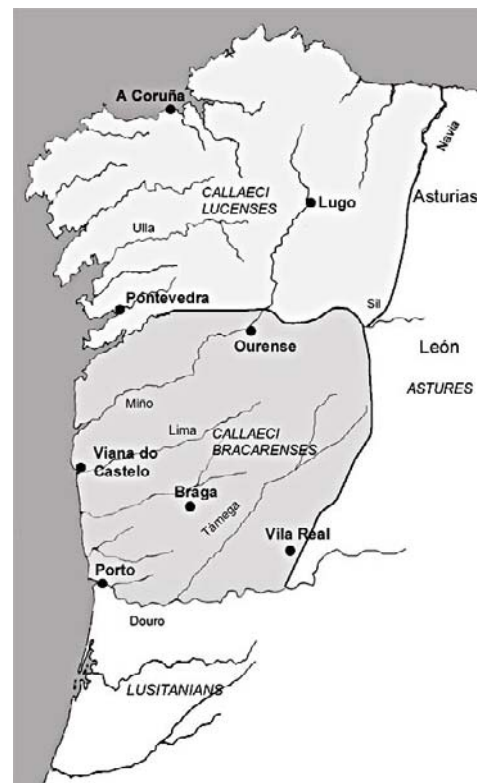 A Coruña
Navia
CALLAECI
LUCENSES
Asturias
Lugo
Ulla
Pontevedra
Sil
Ourense
León
ASTURES
Miño
Lima
CALLAECI
BRACARENSES
Viana do
Castelo
Braga
Támega
Vila Real
Porto
Douro
LUSITANIANS